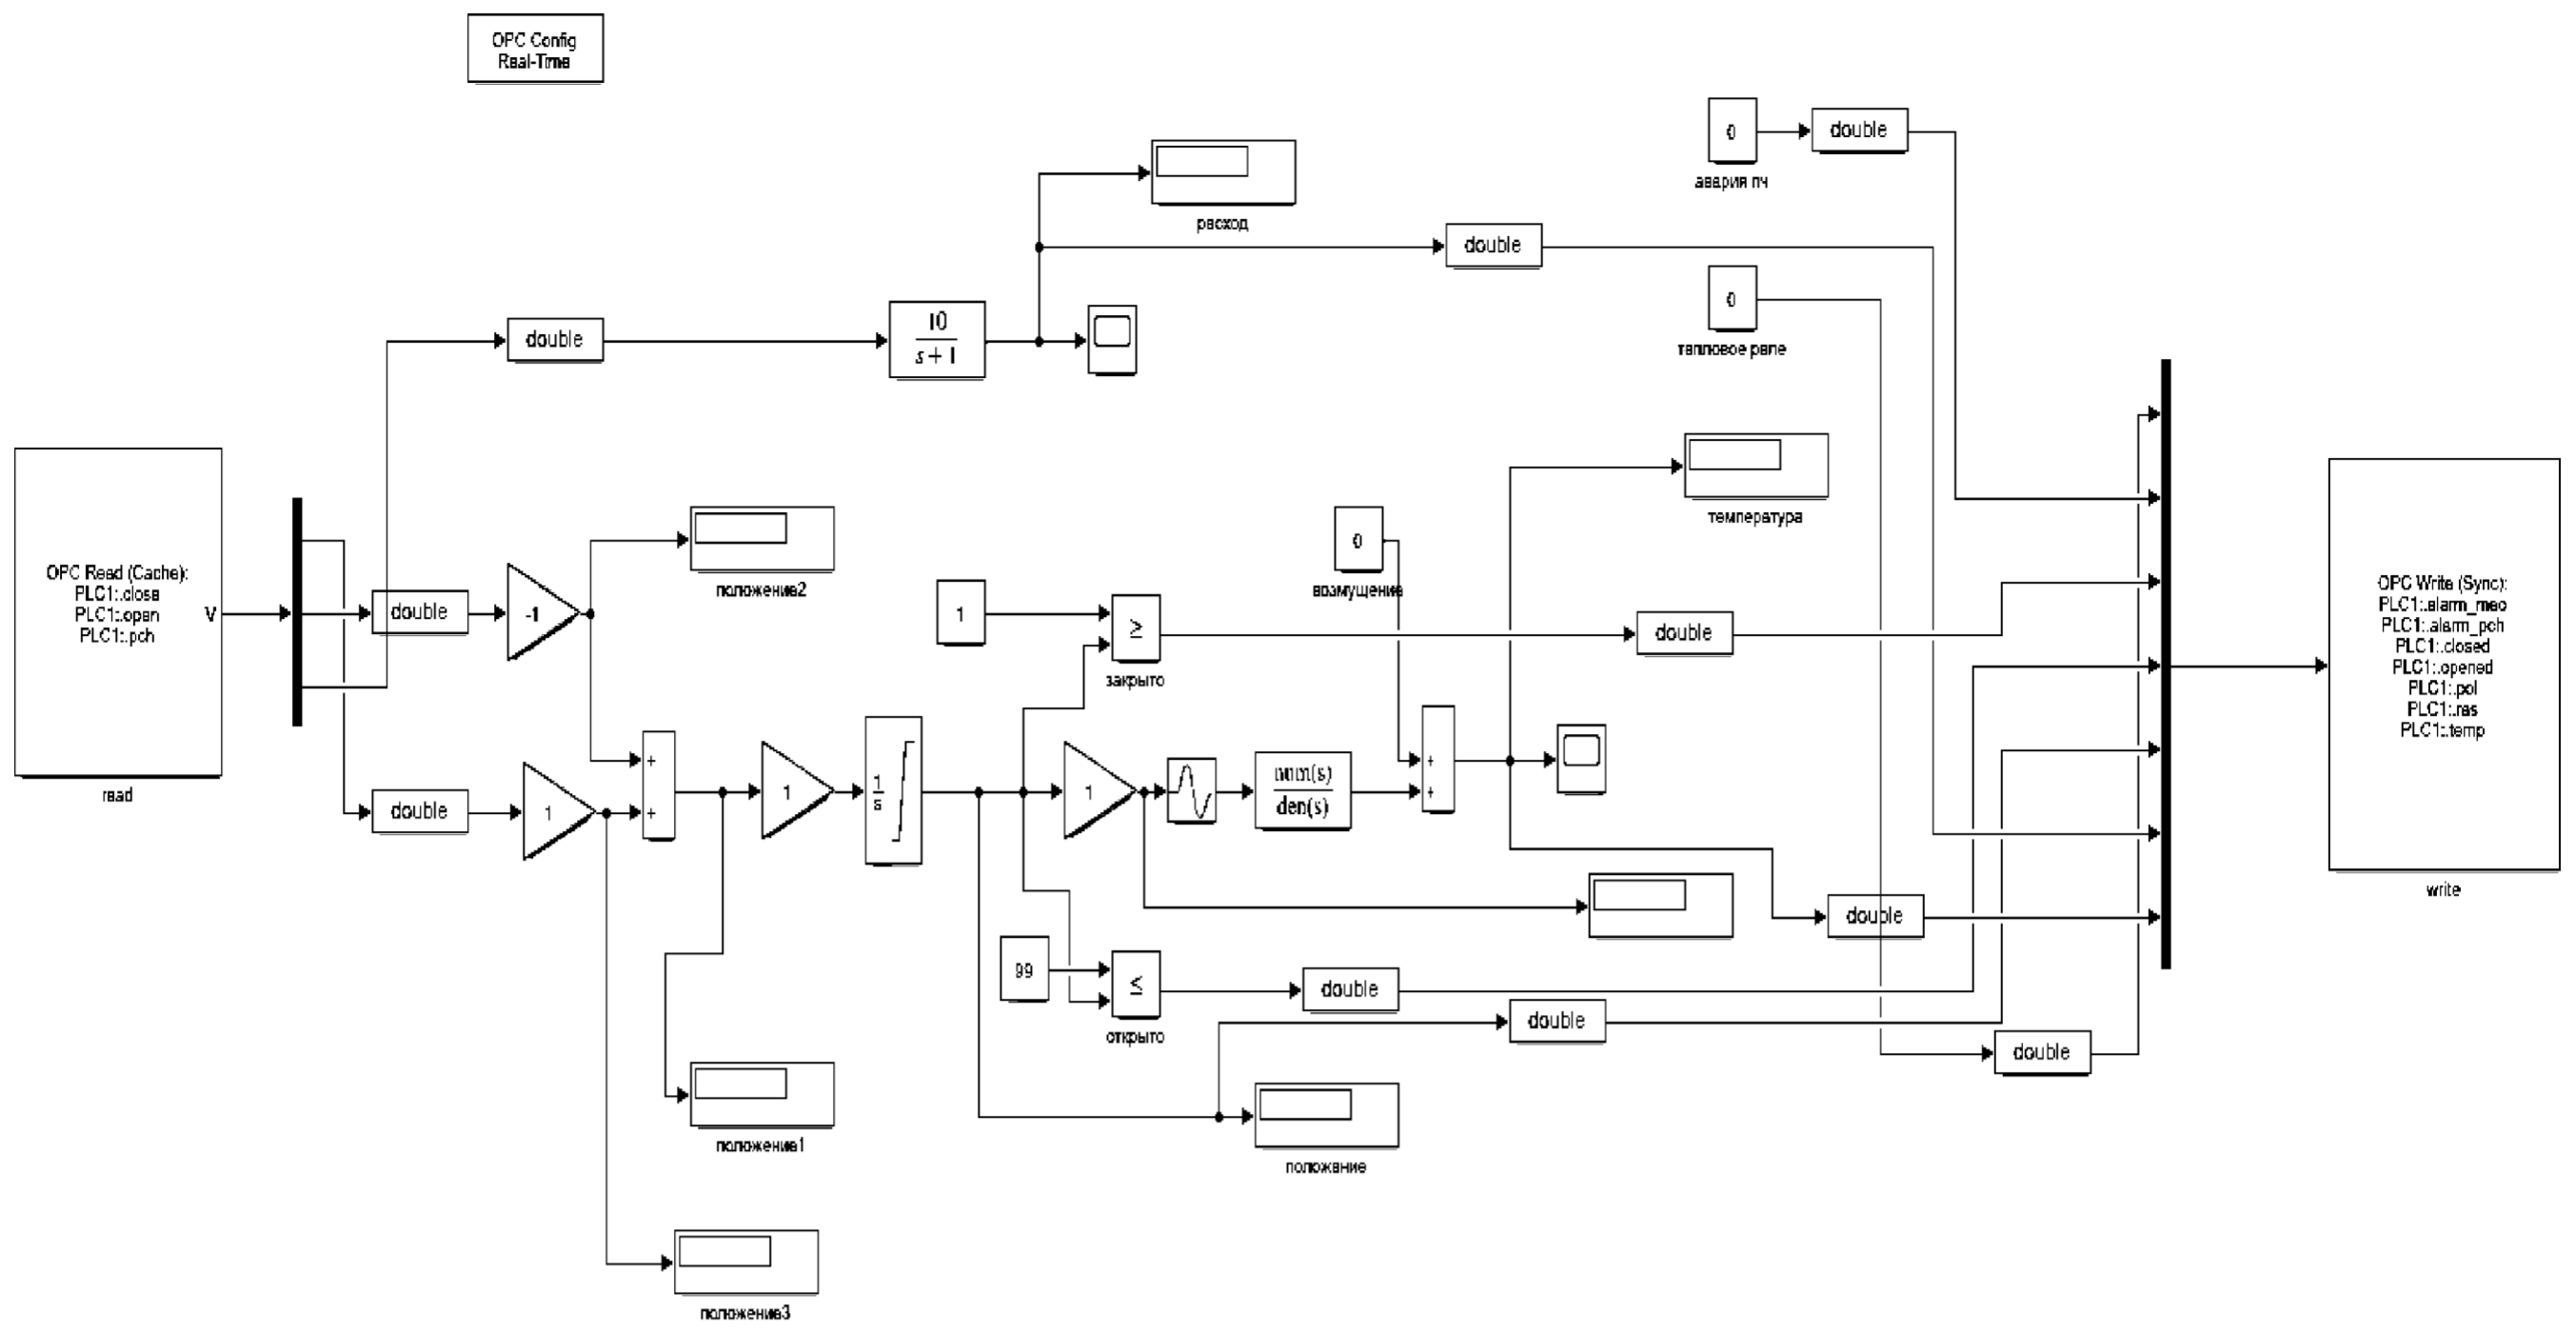 OPC Config
Real-Time
0
double
авария пч
расход
double
0
тепловое реле
10
s + 1
double
температура
OPC Read (Cache):
PLC1:.close
PLC1:.open
PLC1:.pch
V
read
double
-1
положение2
1
≥
закрыто
0
возмущение
double
OPC Write (Sync):
PLC1:.alarm_meo
PLC1:.alarm_pch
PLC1:.closed
PLC1:.opened
PLC1:.pol
PLC1:.ras
PLC1:.temp
write
double
1
+
+
1
1
s
1
num(s)
den(s)
+
+
double
99
≤
открыто
double
double
double
положение1
положение
положение3